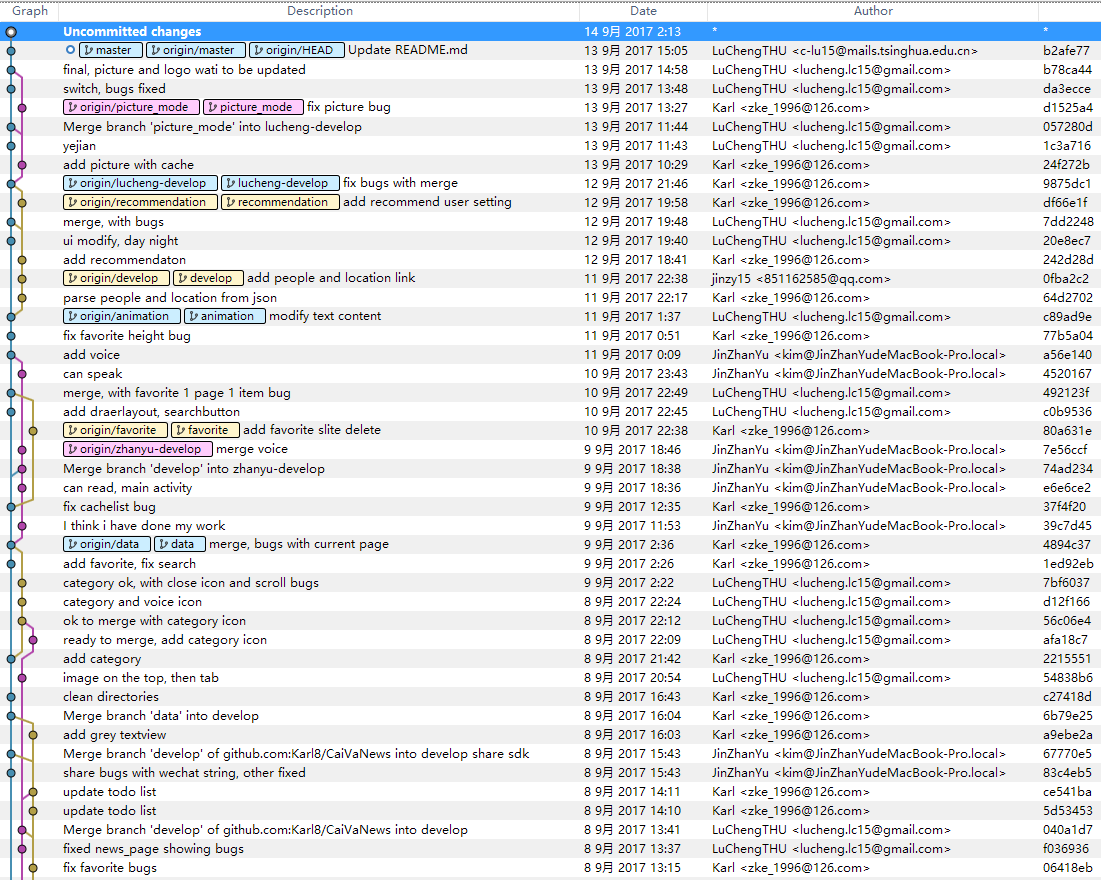 Graph Description Date Author
Uncommitted changes 14 9月 2017 2:13 * *
master origin/master origin/HEAD Update README.md 13 9月 2017 15:05 LuChengTHU <c-lu15@mails.tsinghua.edu.cn> b2afe77
final, picture and logo wati to be updated 13 9月 2017 14:58 LuChengTHU <lucheng.lc15@gmail.com> b78ca44
switch, bugs fixed 13 9月 2017 13:48 LuChengTHU <lucheng.lc15@gmail.com> da3ecce
origin/picture_mode picture_mode fix picture bug 13 9月 2017 13:27 Karl <zke_1996@126.com> d1525a4
Merge branch 'picture_mode' into lucheng-develop 13 9月 2017 11:44 LuChengTHU <lucheng.lc15@gmail.com> 057280d
yejian 13 9月 2017 11:43 LuChengTHU <lucheng.lc15@gmail.com> 1c3a716
add picture with cache 13 9月 2017 10:29 Karl <zke_1996@126.com> 24f272b
origin/lucheng-develop lucheng-develop fix bugs with merge 12 9月 2017 21:46 Karl <zke_1996@126.com> 9875dc1
origin/recommendation recommendation add recommend user setting 12 9月 2017 19:58 Karl <zke_1996@126.com> df66e1f
merge, with bugs 12 9月 2017 19:48 LuChengTHU <lucheng.lc15@gmail.com> 7dd2248
ui modify, day night 12 9月 2017 19:40 LuChengTHU <lucheng.lc15@gmail.com> 20e8ec7
add recommendaton 12 9月 2017 18:41 Karl <zke_1996@126.com> 242d28d
origin/develop develop add people and location link 11 9月 2017 22:38 jinzy15 <851162585@qq.com> 0fba2c2
parse people and location from json 11 9月 2017 22:17 Karl <zke_1996@126.com> 64d2702
origin/animation animation modify text content 11 9月 2017 1:37 LuChengTHU <lucheng.lc15@gmail.com> c89ad9e
fix favorite height bug 11 9月 2017 0:51 Karl <zke_1996@126.com> 77b5a04
add voice 11 9月 2017 0:09 JinZhanYu <kim@JinZhanYudeMacBook-Pro.local> a56e140
can speak 10 9月 2017 23:43 JinZhanYu <kim@JinZhanYudeMacBook-Pro.local> 4520167
merge, with favorite 1 page 1 item bug 10 9月 2017 22:49 LuChengTHU <lucheng.lc15@gmail.com> 492123f
add draerlayout, searchbutton 10 9月 2017 22:45 LuChengTHU <lucheng.lc15@gmail.com> c0b9536
origin/favorite favorite add favorite slite delete 10 9月 2017 22:38 Karl <zke_1996@126.com> 80a631e
origin/zhanyu-develop merge voice 9 9月 2017 18:46 JinZhanYu <kim@JinZhanYudeMacBook-Pro.local> 7e56ccf
Merge branch 'develop' into zhanyu-develop 9 9月 2017 18:38 JinZhanYu <kim@JinZhanYudeMacBook-Pro.local> 74ad234
can read, main activity 9 9月 2017 18:36 JinZhanYu <kim@JinZhanYudeMacBook-Pro.local> e6e6ce2
fix cachelist bug 9 9月 2017 12:35 Karl <zke_1996@126.com> 37f4f20
I think i have done my work 9 9月 2017 11:53 JinZhanYu <kim@JinZhanYudeMacBook-Pro.local> 39c7d45
origin/data data merge, bugs with current page 9 9月 2017 2:36 Karl <zke_1996@126.com> 4894c37
add favorite, fix search 9 9月 2017 2:26 Karl <zke_1996@126.com> 1ed92eb
category ok, with close icon and scroll bugs 9 9月 2017 2:22 LuChengTHU <lucheng.lc15@gmail.com> 7bf6037
category and voice icon 8 9月 2017 22:24 LuChengTHU <lucheng.lc15@gmail.com> d12f166
ok to merge with category icon 8 9月 2017 22:12 LuChengTHU <lucheng.lc15@gmail.com> 56c06e4
ready to merge, add category icon 8 9月 2017 22:09 LuChengTHU <lucheng.lc15@gmail.com> afa18c7
add category 8 9月 2017 21:42 Karl <zke_1996@126.com> 2215551
image on the top, then tab 8 9月 2017 20:54 LuChengTHU <lucheng.lc15@gmail.com> 54838b6
clean directories 8 9月 2017 16:43 Karl <zke_1996@126.com> c27418d
Merge branch 'data' into develop 8 9月 2017 16:04 Karl <zke_1996@126.com> 6b79e25
add grey textview 8 9月 2017 16:03 Karl <zke_1996@126.com> a9ebe2a
Merge branch 'develop' of github.com:Karl8/CaiVaNews into develop share sdk 8 9月 2017 15:43 JinZhanYu <kim@JinZhanYudeMacBook-Pro.local> 67770e5
share bugs with wechat string, other fixed 8 9月 2017 15:43 JinZhanYu <kim@JinZhanYudeMacBook-Pro.local> 83c4eb5
update todo list 8 9月 2017 14:11 Karl <zke_1996@126.com> ce541ba
update todo list 8 9月 2017 14:10 Karl <zke_1996@126.com> 5d53453
Merge branch 'develop' of github.com:Karl8/CaiVaNews into develop 8 9月 2017 13:41 LuChengTHU <lucheng.lc15@gmail.com> 040a1d7
fixed news_page showing bugs 8 9月 2017 13:37 LuChengTHU <lucheng.lc15@gmail.com> f036936
fix favorite bugs 8 9月 2017 13:15 Karl <zke_1996@126.com> 06418eb